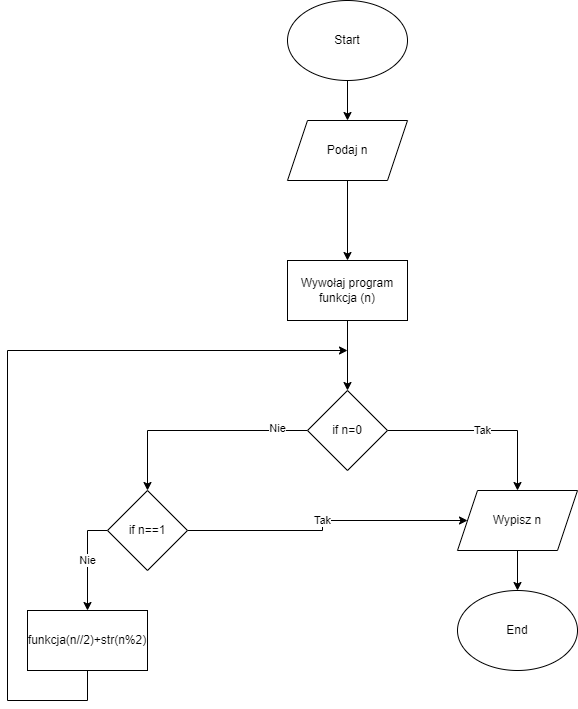 Start
Podaj n
Wywołaj program
funkcja (n)
if n=0
Nie
Tak
if n==1
Tak
Wypisz n
Nie
funkcja(n//2)+str(n%2)
End